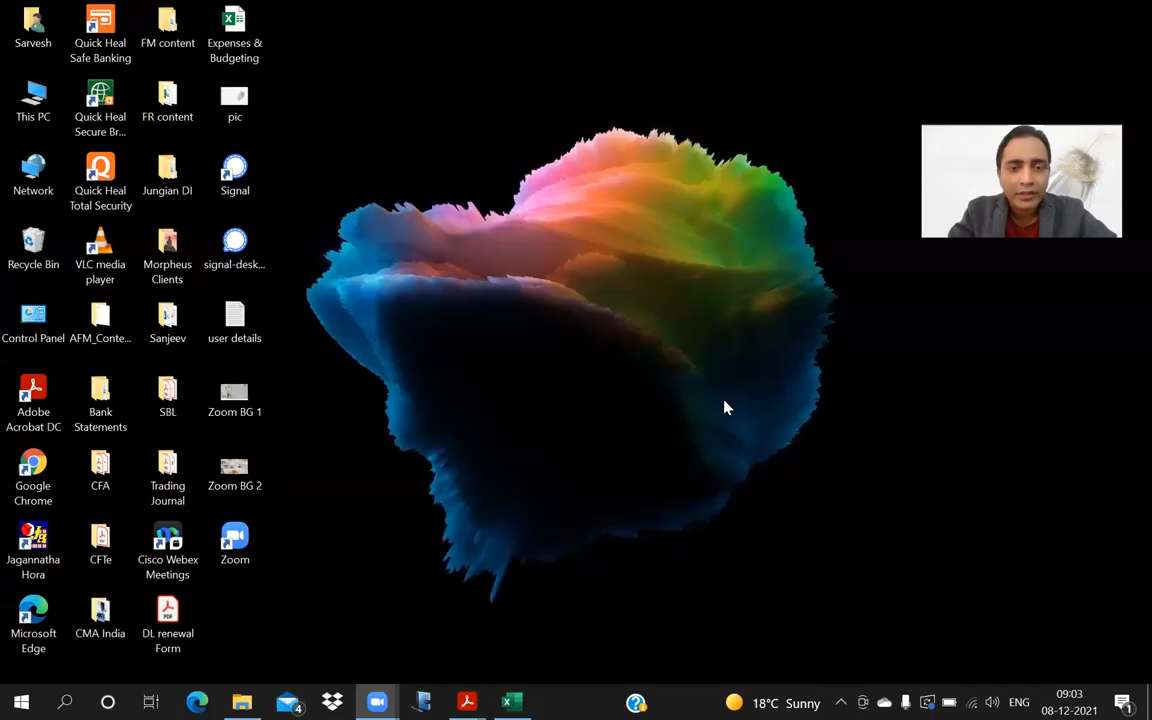 Sarvesh
Quick Heal
Safe Banking
FM content
Expenses &
Budgeting
This PC
Quick Heal
Secure Br...
FR content
pic
Network
Quick Heal
Total Security
Jungian DI
Signal
Recycle Bin
VLC media
player
Morpheus
Clients
signal-desk...
Control Panel
AFM_Conte...
Sanjeev
user details
Adobe
Acrobat DC
Bank
Statements
SBL
Zoom BG 1
Google
Chrome
CFA
Trading
Journal
Zoom BG 2
Jagannatha
Hora
CFTe
Cisco Webex
Meetings
Zoom
Microsoft
Edge
CMA India
PDF
DL renewal
Form
4
18°C Sunny
ENG
09:03
08-12-2021
1